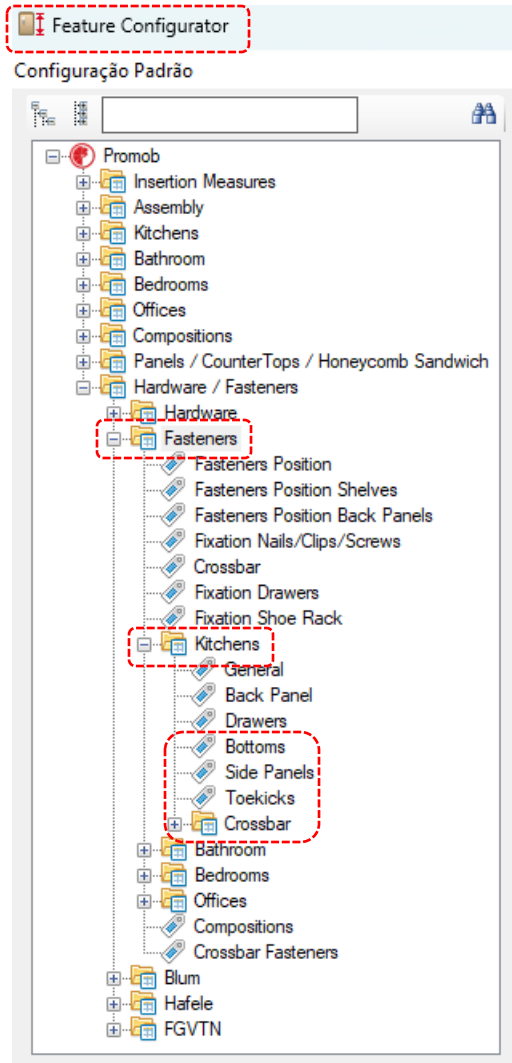 Feature Configurator
Configuração Padrão
Promob
Insertion Measures
Assembly
Kitchens
Bathroom
Bedrooms
Offices
Compositions
Panels / CounterTops / Honeycomb Sandwich
Hardware / Fasteners
Hardware
Fasteners
Fasteners Position
Fasteners Position Shelves
Fasteners Position Back Panels
Fixation Nails/Clips/Screws
Crossbar
Fixation Drawers
Fixation Shoe Rack
Kitchens
General
Back Panel
Drawers
Bottoms
Side Panels
Toekicks
Crossbar
Bathroom
Bedrooms
Offices
Compositions
Crossbar Fasteners
Blum
Hafele
FGVTN